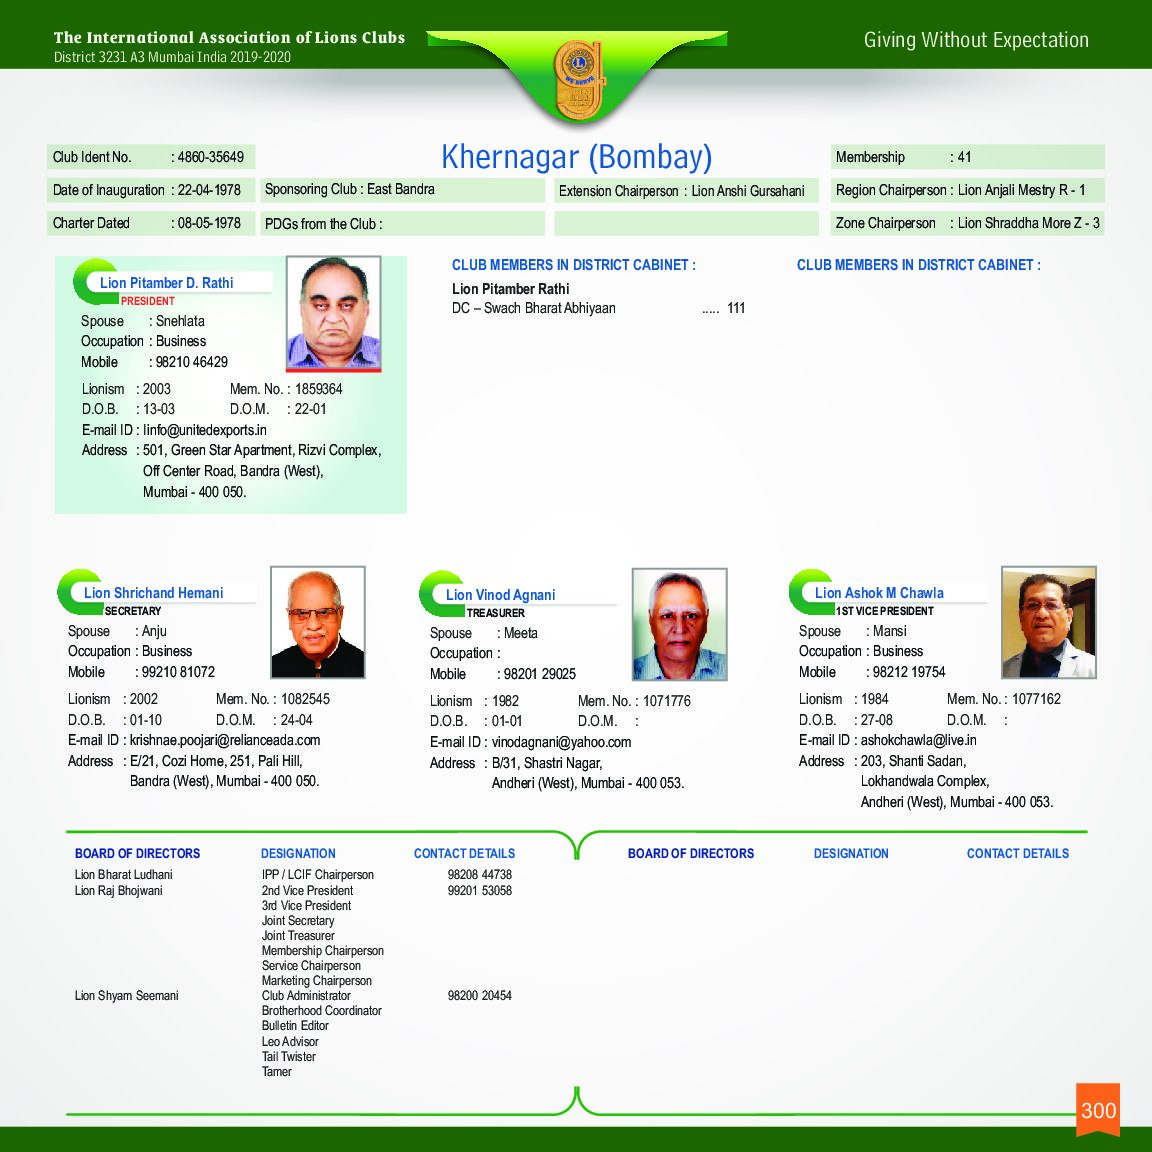 The International Association of Lions Clubs
District 3231 A3 Mumbai India 2019-2020
Giving Without Expectation
WE SERVE
Khernagar (Bombay)
Club Ident No. : 4860-35649
Membership : 41
Date of Inauguration : 22-04-1978
Sponsoring Club : East Bandra
Extension Chairperson : Lion Anshi Gursahani
Region Chairperson : Lion Anjali Mestry R - 1
Charter Dated : 08-05-1978
PDGs from the Club :
Zone Chairperson : Lion Shraddha More Z - 3
Lion Pitamber D. Rathi
PRESIDENT
Spouse : Snehlata
Occupation : Business
Mobile : 98210 46429
Lionism : 2003 Mem. No. : 1859364
D.O.B. : 13-03 D.O.M. : 22-01
E-mail ID : Iinfo@unitedexports.in
Address : 501, Green Star Apartment, Rizvi Complex,
Off Center Road, Bandra (West),
Mumbai - 400 050.
CLUB MEMBERS IN DISTRICT CABINET :
Lion Pitamber Rathi
DC – Swach Bharat Abhiyaan ..... 111
CLUB MEMBERS IN DISTRICT CABINET :
Lion Shrichand Hemani
SECRETARY
Spouse : Anju
Occupation : Business
Mobile : 99210 81072
Lionism : 2002 Mem. No. : 1082545
D.O.B. : 01-10 D.O.M. : 24-04
E-mail ID : krishnae.poojari@relianceada.com
Address : E/21, Cozi Home, 251, Pali Hill,
Bandra (West), Mumbai - 400 050.
Lion Vinod Agnani
TREASURER
Spouse : Meeta
Occupation :
Mobile : 98201 29025
Lionism : 1982 Mem. No. : 1071776
D.O.B. : 01-01 D.O.M. :
E-mail ID : vinodagnani@yahoo.com
Address : B/31, Shastri Nagar,
Andheri (West), Mumbai - 400 053.
Lion Ashok M Chawla
1ST VICE PRESIDENT
Spouse : Mansi
Occupation : Business
Mobile : 98212 19754
Lionism : 1984 Mem. No. : 1077162
D.O.B. : 27-08 D.O.M. :
E-mail ID : ashokchawla@live.in
Address : 203, Shanti Sadan,
Lokhandwala Complex,
Andheri (West), Mumbai - 400 053.
BOARD OF DIRECTORS DESIGNATION CONTACT DETAILS
Lion Bharat Ludhani IPP / LCIF Chairperson 98208 44738
Lion Raj Bhojwani 2nd Vice President 99201 53058
3rd Vice President
Joint Secretary
Joint Treasurer
Membership Chairperson
Service Chairperson
Marketing Chairperson
Lion Shyam Seemani Club Administrator 98200 20454
Brotherhood Coordinator
Bulletin Editor
Leo Advisor
Tail Twister
Tamer
BOARD OF DIRECTORS DESIGNATION CONTACT DETAILS
300